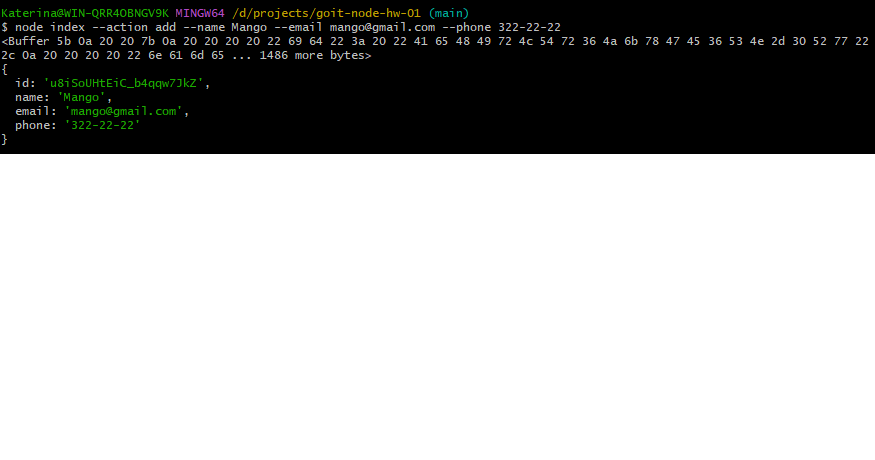 Katerina@WIN-QRR4OBNGV9K MINGW64 /d/projects/goit-node-hw-01 (main)
$ node index --action add --name Mango --email mango@gmail.com --phone 322-22-22
<Buffer 5b 0a 20 20 7b 0a 20 20 20 20 22 69 64 22 3a 20 22 41 65 48 49 72 4c 54 72 36 4a 6b 78 47 45 36 53 4e 2d 30 52 77 22
2c 0a 20 20 20 20 22 6e 61 6d 65 ... 1486 more bytes>
{
  id: 'u8iSoUHtEiC_b4qqw7JkZ',
  name: 'Mango',
  email: 'mango@gmail.com',
  phone: '322-22-22'
}